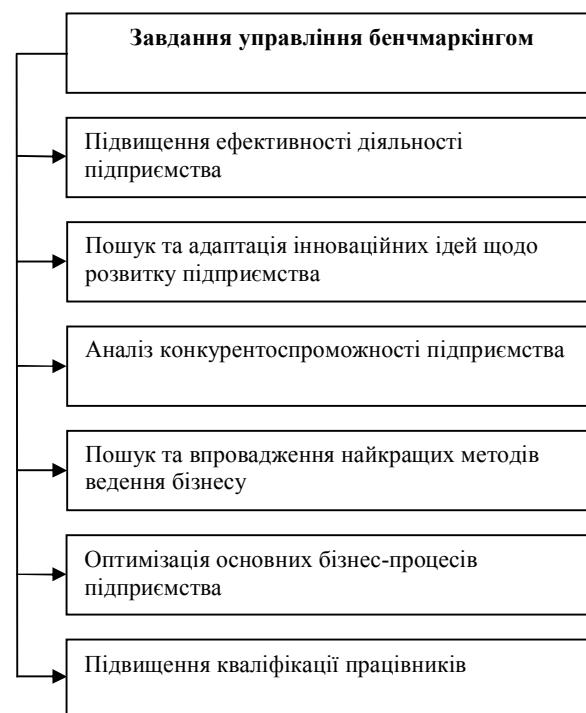 Завдання управління бенчмаркінгом
Підвищення ефективності діяльності
підприємства
Пошук та адаптація інноваційних ідей щодо
розвитку підприємства
Аналіз конкурентоспроможності підприємства
Пошук та впровадження найкращих методів
ведення бізнесу
Оптимізація основних бізнес-процесів
підприємства
Підвищення кваліфікації працівників